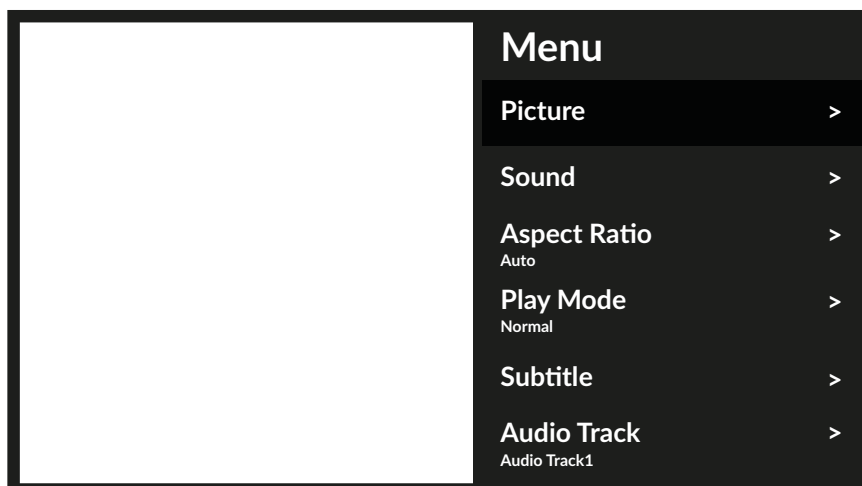 Menu
Picture >
Sound >
Aspect Ratio >
Auto
Play Mode >
Normal
Subtitle >
Audio Track >
Audio Track1